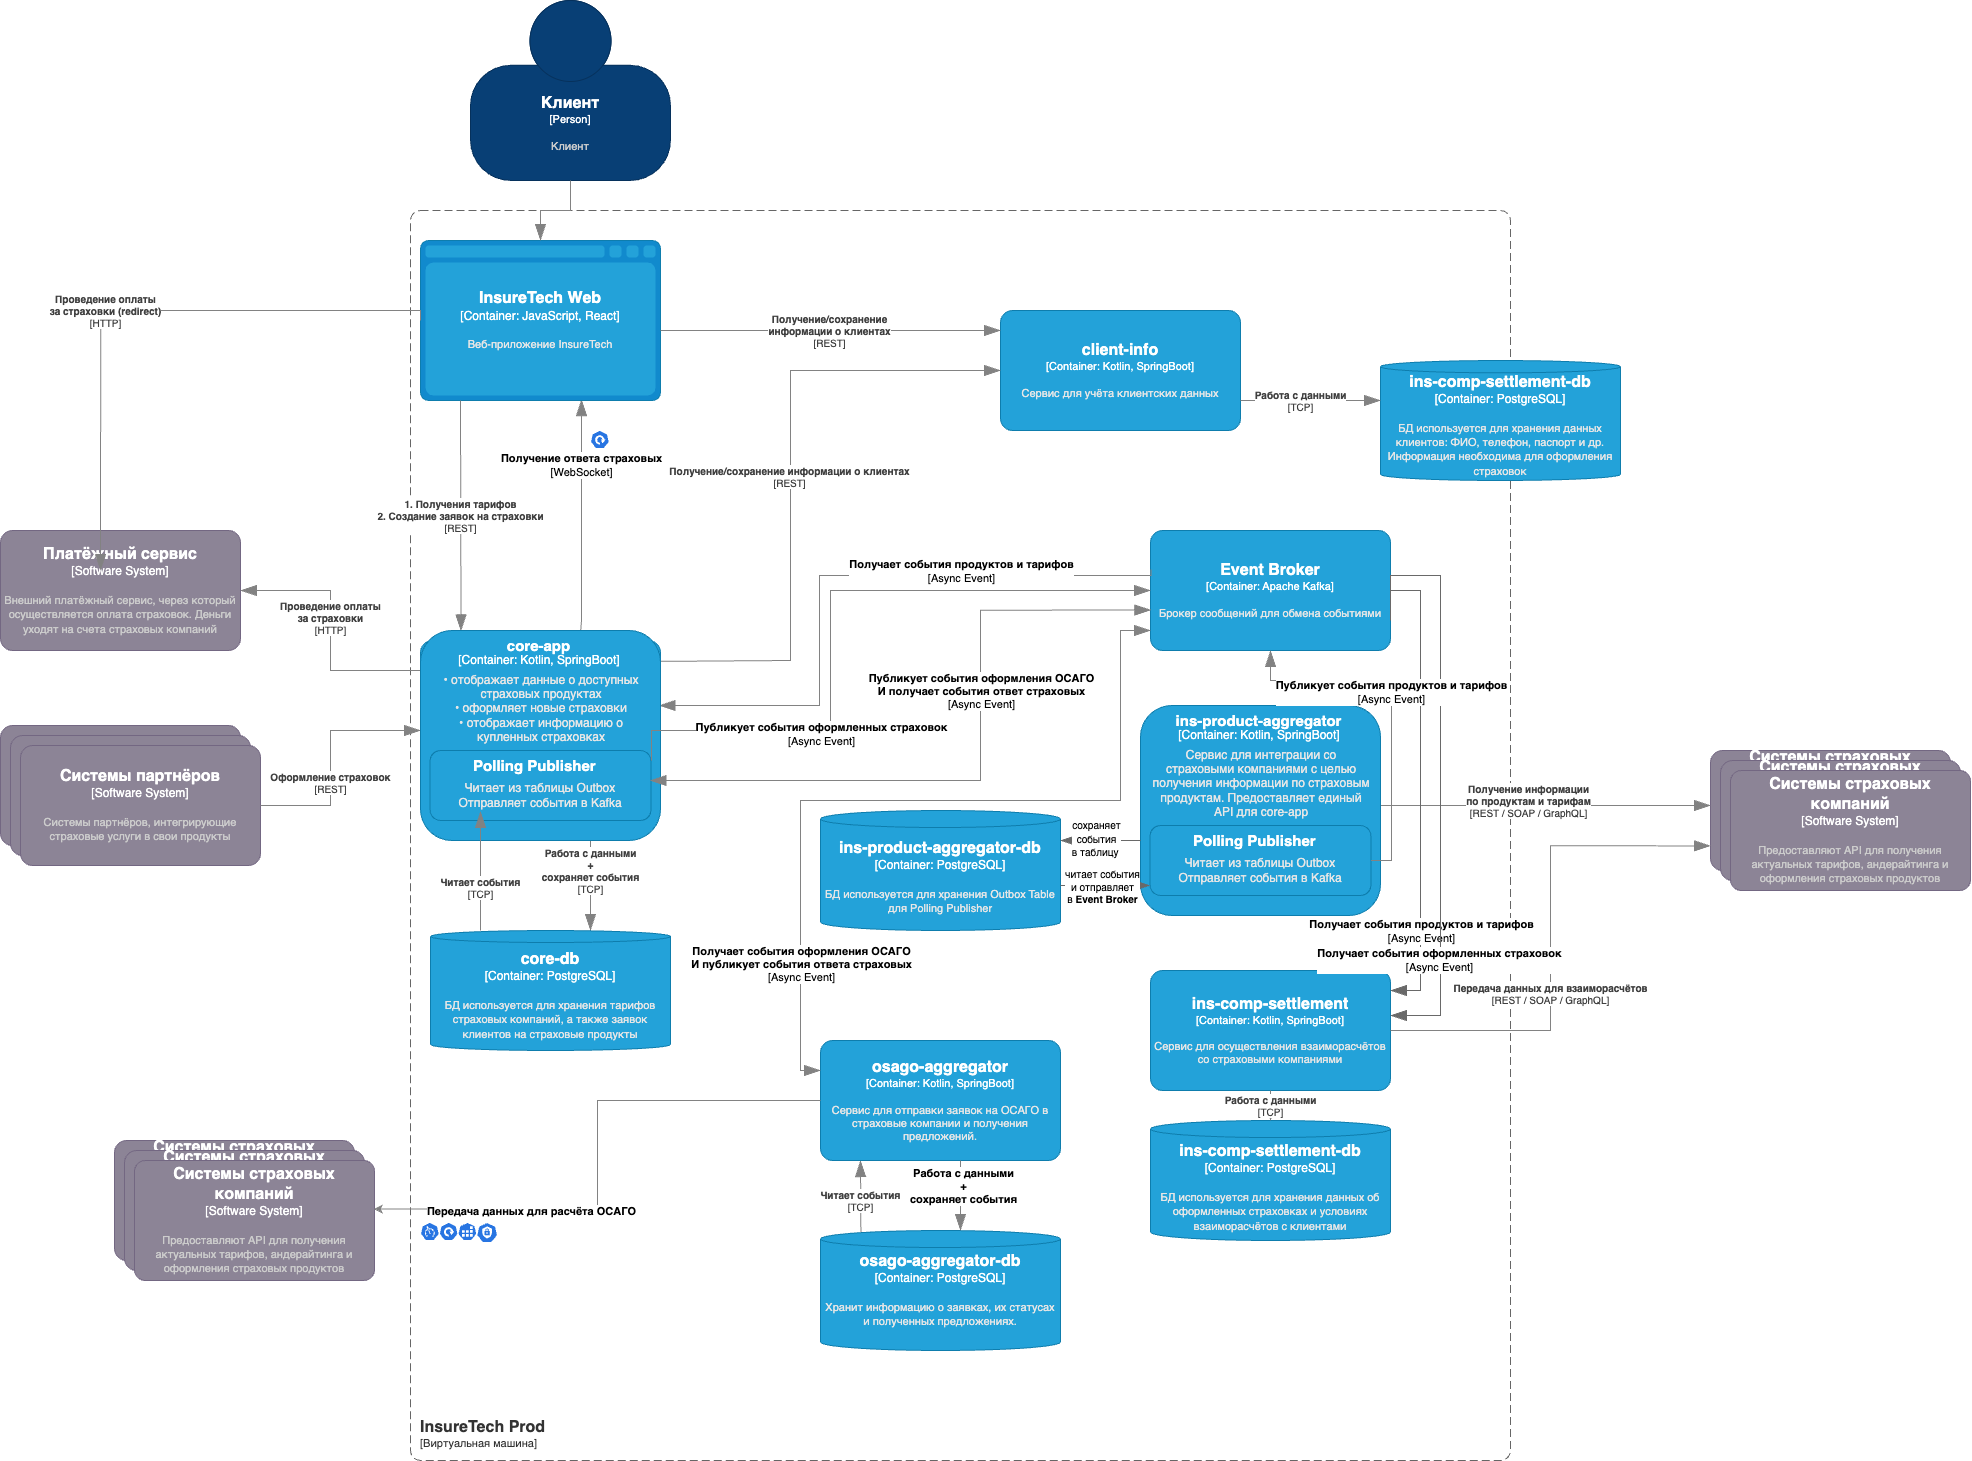 Клиент
[Person]
Клиент
InsureTech Web
[Container: JavaScript, React]
Веб-приложение InsureTech
Проведение оплаты
за страховки (redirect)
[HTTP]
Получение/сохранение
информации о клиентах
[REST]
client-info
[Container: Kotlin, SpringBoot]
Сервис для учёта клиентских данных
Работа с данными
[TCP]
ins-comp-settlement-db
[Container: PostgreSQL]
БД используется для хранения данных
клиентов: ФИО, телефон, паспорт и др.
Информация необходима для оформления
страховок
Получение ответа страховых
[WebSocket]
Получение/сохранение информации о клиентах
[REST]
1. Получения тарифов
2. Создание заявок на страховки
[REST]
Платёжный сервис
[Software System]
Внешний платёжный сервис, через который
осуществляется оплата страховок. Деньги
уходят на счета страховых компаний
Проведение оплаты
за страховки
[HTTP]
Получает события продуктов и тарифов
[Async Event]
Event Broker
[Container: Apache Kafka]
Брокер сообщений для обмена событиями
core-app
[Container: Kotlin, SpringBoot]
• отображает данные о доступных
страховых продуктах
• оформляет новые страховки
• отображает информацию о
купленных страховках
Polling Publisher
Читает из таблицы Outbox
Отправляет события в Kafka
Публикует события оформления ОСАГО
И получает события ответ страховых
[Async Event]
Публикует события оформленных страховок
[Async Event]
Публикует события продуктов и тарифов
[Async Event]
ins-product-aggregator
[Container: Kotlin, SpringBoot]
Сервис для интеграции со
страховыми компаниями с целью
получения информации по страховым
продуктам. Предоставляет единый
API для core-app
Polling Publisher
Читает из таблицы Outbox
Отправляет события в Kafka
Системы партнёров
[Software System]
Системы партнёров, интегрирующие
страховые услуги в свои продукты
Оформление страховок
[REST]
Получение информации
по продуктам и тарифам
[REST / SOAP / GraphQL]
Системы страховых
Системы страховых
Системы страховых
компаний
[Software System]
Предоставляют API для получения
актуальных тарифов, андерайтинга и
оформления страховых продуктов
ins-product-aggregator-db
[Container: PostgreSQL]
БД используется для хранения Outbox Table
для Polling Publisher
сохраняет
события
в таблицу
читает события
и отправляет
в Event Broker
Читает события
[TCP]
Работа с данными
+
сохраняет события
[TCP]
core-db
[Container: PostgreSQL]
БД используется для хранения тарифов
страховых компаний, а также заявок
клиентов на страховые продукты
Получает события оформления ОСАГО
И публикует события ответа страховых
[Async Event]
Получает события продуктов и тарифов
[Async Event]
Получает события оформленных страховок
[Async Event]
Передача данных для взаиморасчётов
[REST / SOAP / GraphQL]
ins-comp-settlement
[Container: Kotlin, SpringBoot]
Сервис для осуществления взаиморасчётов
со страховыми компаниями
Работа с данными
[TCP]
ins-comp-settlement-db
[Container: PostgreSQL]
БД используется для хранения данных об
оформленных страховках и условиях
взаиморасчётов с клиентами
osago-aggregator
[Container: Kotlin, SpringBoot]
Сервис для отправки заявок на ОСАГО в
страховые компании и получения
предложений.
Читает события
[TCP]
Работа с данными
+
сохраняет события
osago-aggregator-db
[Container: PostgreSQL]
Хранит информацию о заявках, их статусах
и полученных предложениях.
Системы страховых
Системы страховых
Системы страховых
компаний
[Software System]
Предоставляют API для получения
актуальных тарифов, андерайтинга и
оформления страховых продуктов
Передача данных для расчёта ОСАГО
InsureTech Prod
[Виртуальная машина]